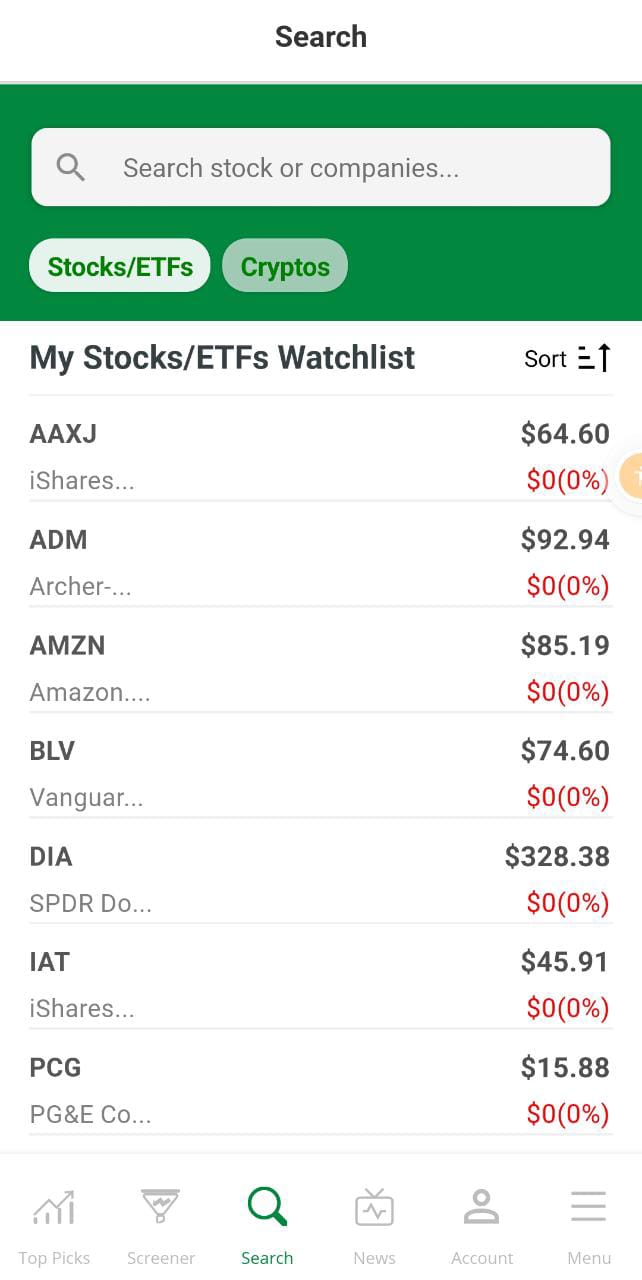 Search
Search stock or companies...
Stocks/ETFs Cryptos
My Stocks/ETFs Watchlist Sort
AAXJ $64.60
iShares... $0(0%)
ADM $92.94
Archer-... $0(0%)
AMZN $85.19
Amazon.... $0(0%)
BLV $74.60
Vanguar... $0(0%)
DIA $328.38
SPDR Do... $0(0%)
IAT $45.91
iShares... $0(0%)
PCG $15.88
PG&E Co... $0(0%)
Top Picks Screener Search News Account Menu